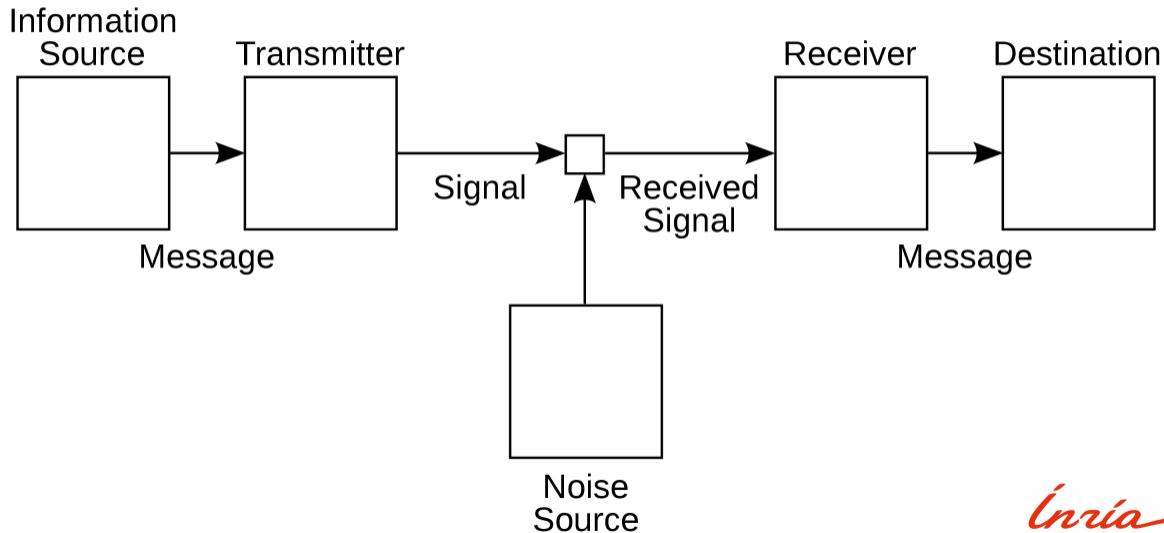 Information
Source
Transmitter
Receiver
Destination
Signal
Received
Signal
Message
Message
Noise
Source
Inria